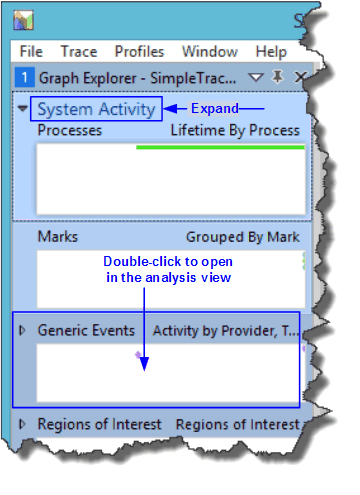 S
File Trace Profiles Window Help
1 Graph Explorer - SimpleTrac...
System Activity Expand
Processes Lifetime By Process
Marks Grouped By Mark
Double-click to open
in the analysis view
Generic Events Activity by Provider, T...
Regions of Interest Regions of Interest